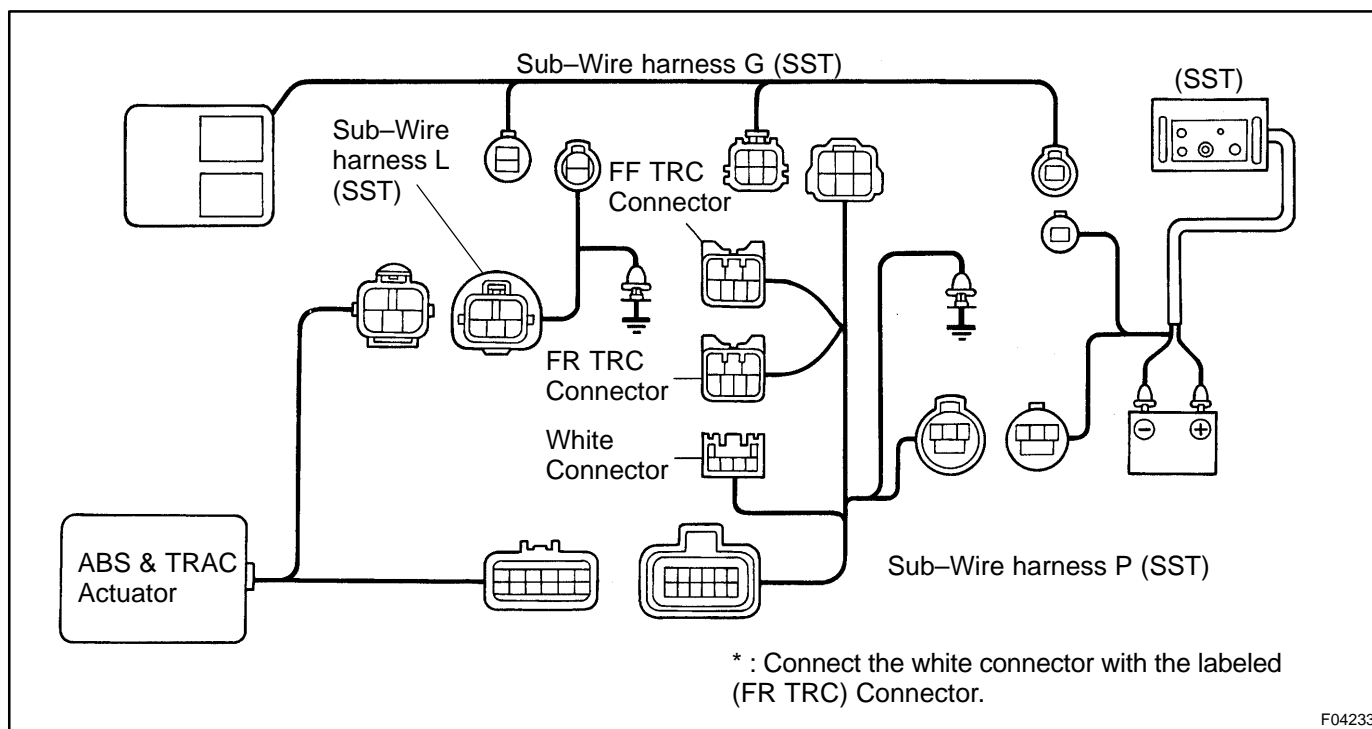 Sub–Wire harness G (SST)
(SST)
Sub–Wire
harness L
(SST)
FF TRC
Connector
FR TRC
Connector
White
Connector
− +
ABS & TRAC
Actuator
Sub–Wire harness P (SST)
* : Connect the white connector with the labeled
(FR TRC) Connector.
F04233